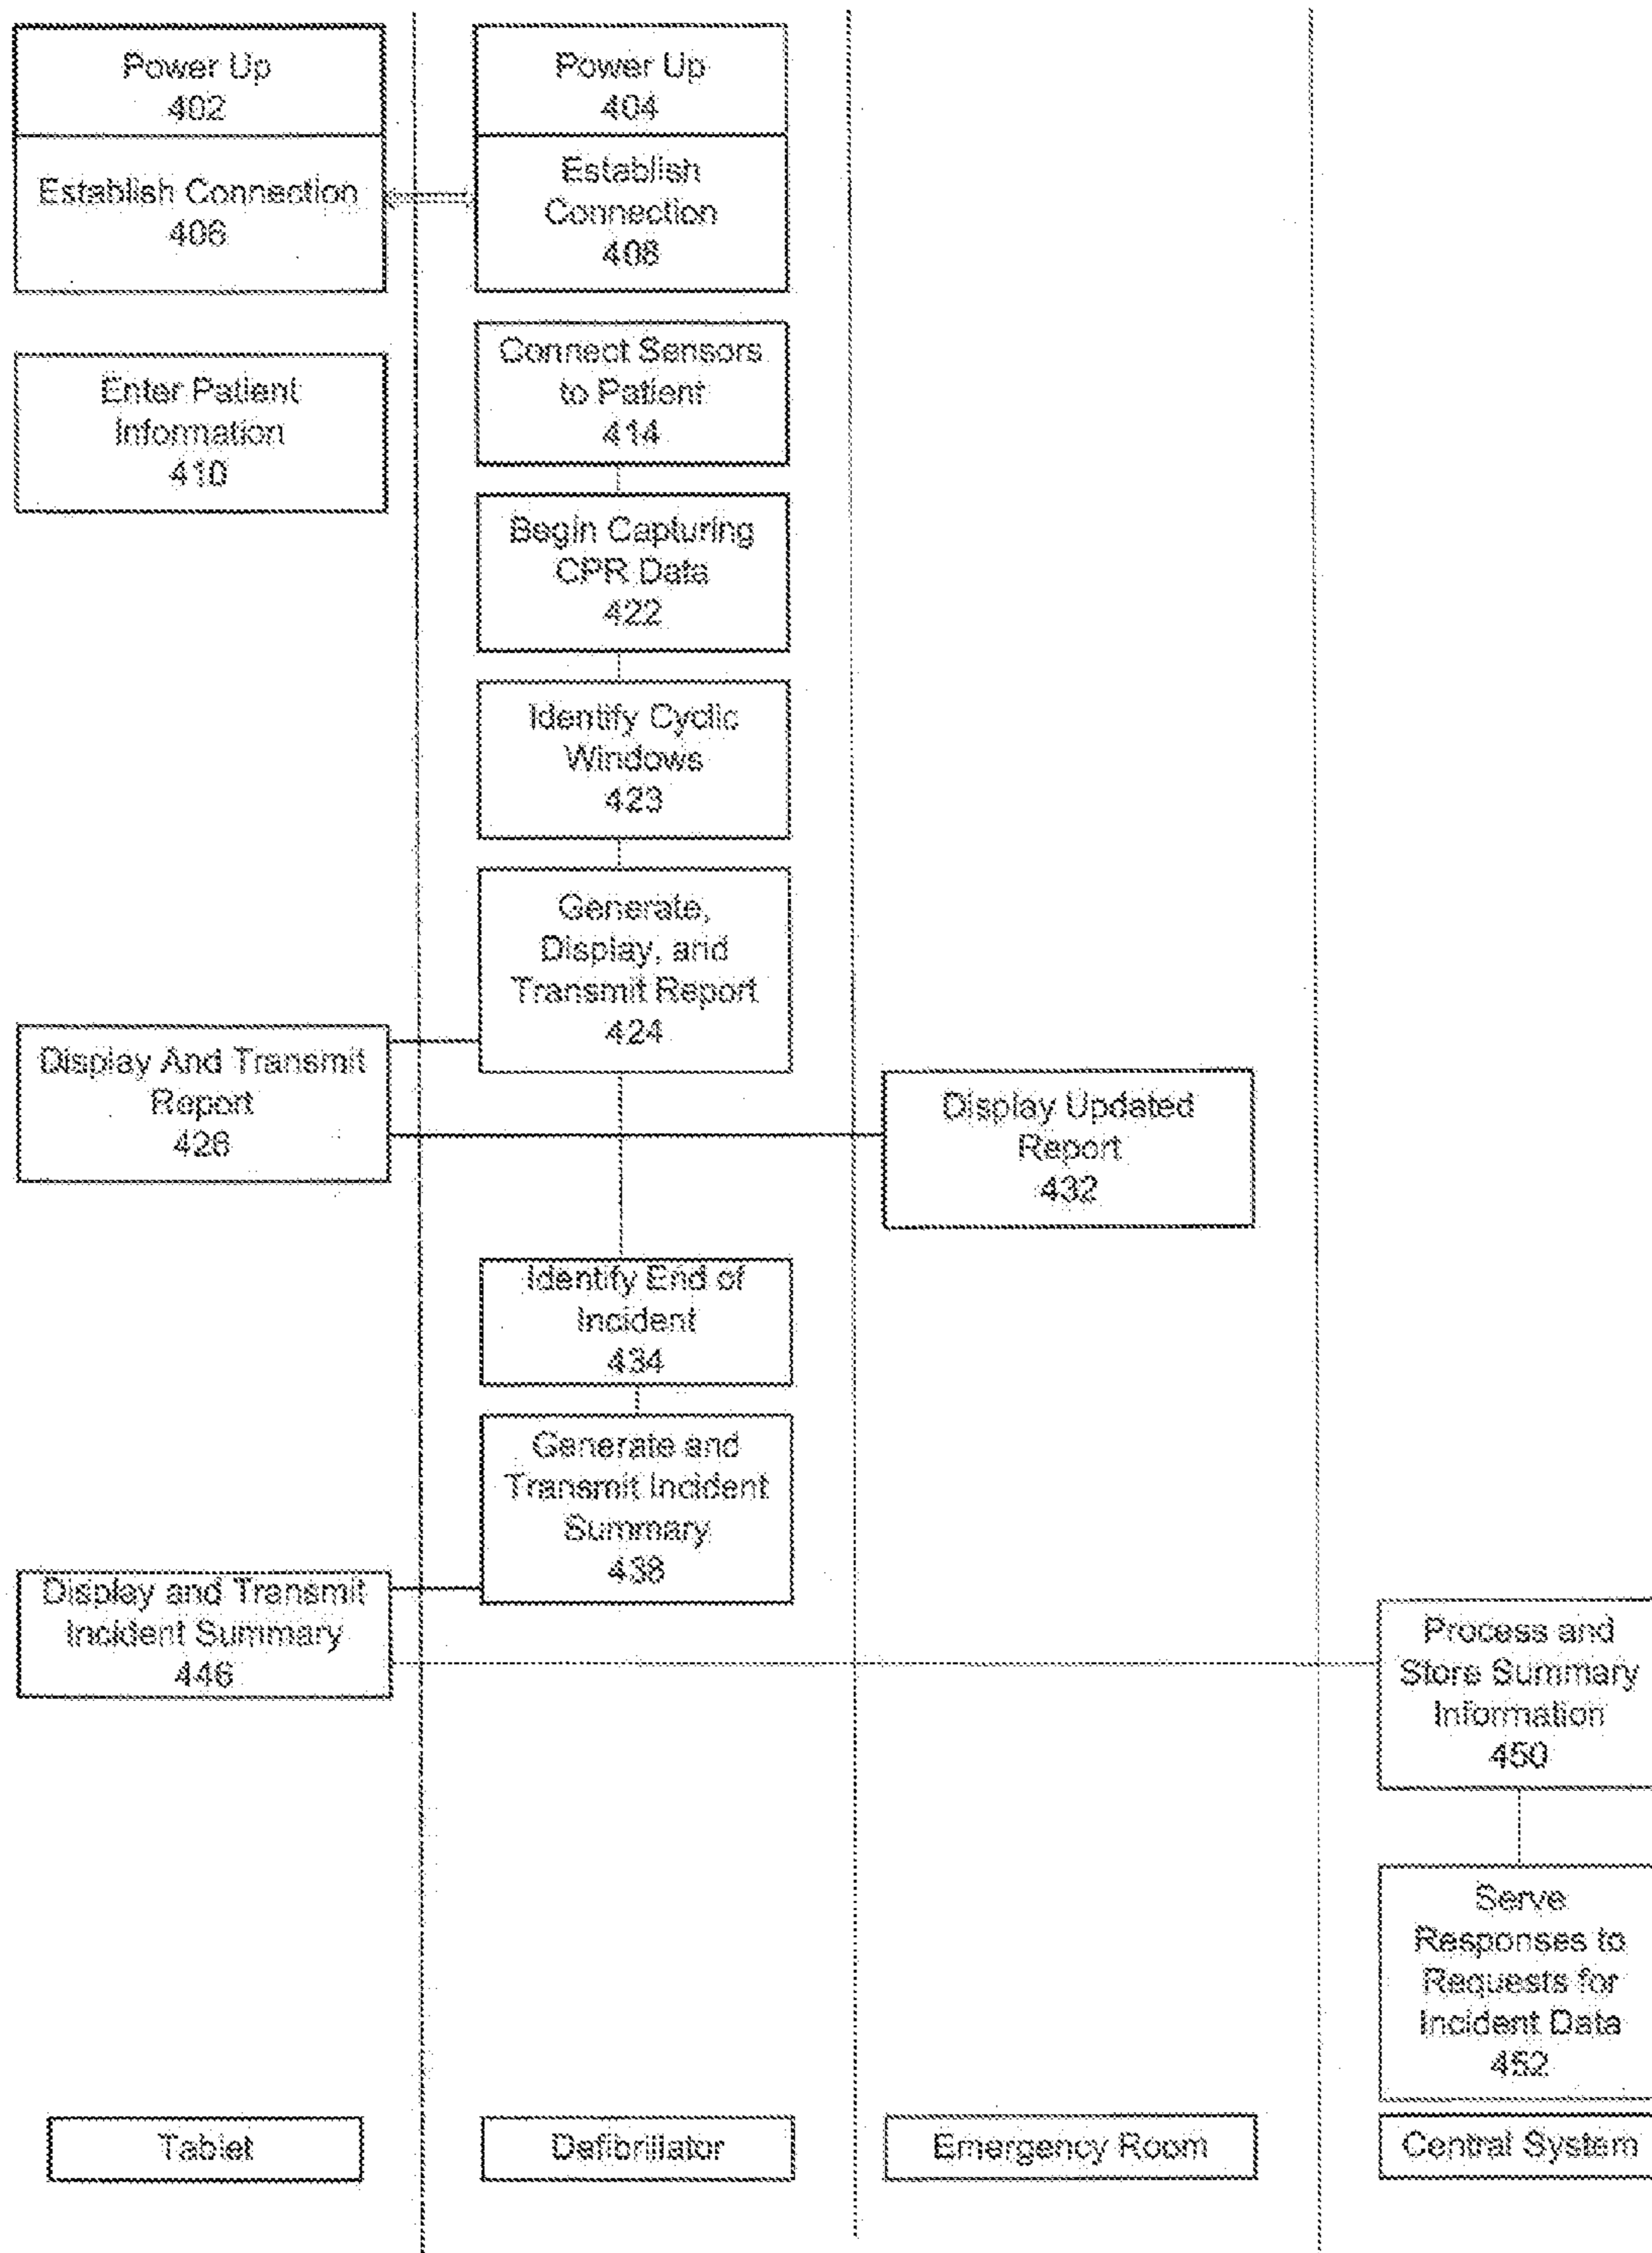 Power Up
402
Establish Connection
406
Power Up
404
Establish
Connection
408
Enter Patient
Information
410
Connect Sensors
to Patient
414
Begin Capturing
CPR Data
422
Identify Cyclic
Windows
423
Generate,
Display, and
Transmit Report
424
Display And Transmit
Report
426
Display Updated
Report
432
Identify End of
Incident
434
Generate and
Transmit Incident
Summary
438
Display and Transmit
Incident Summary
446
Process and
Store Summary
Information
450
Serve
Responses to
Requests for
Incident Data
452
Tablet
Defibrillator
Emergency Room
Central System